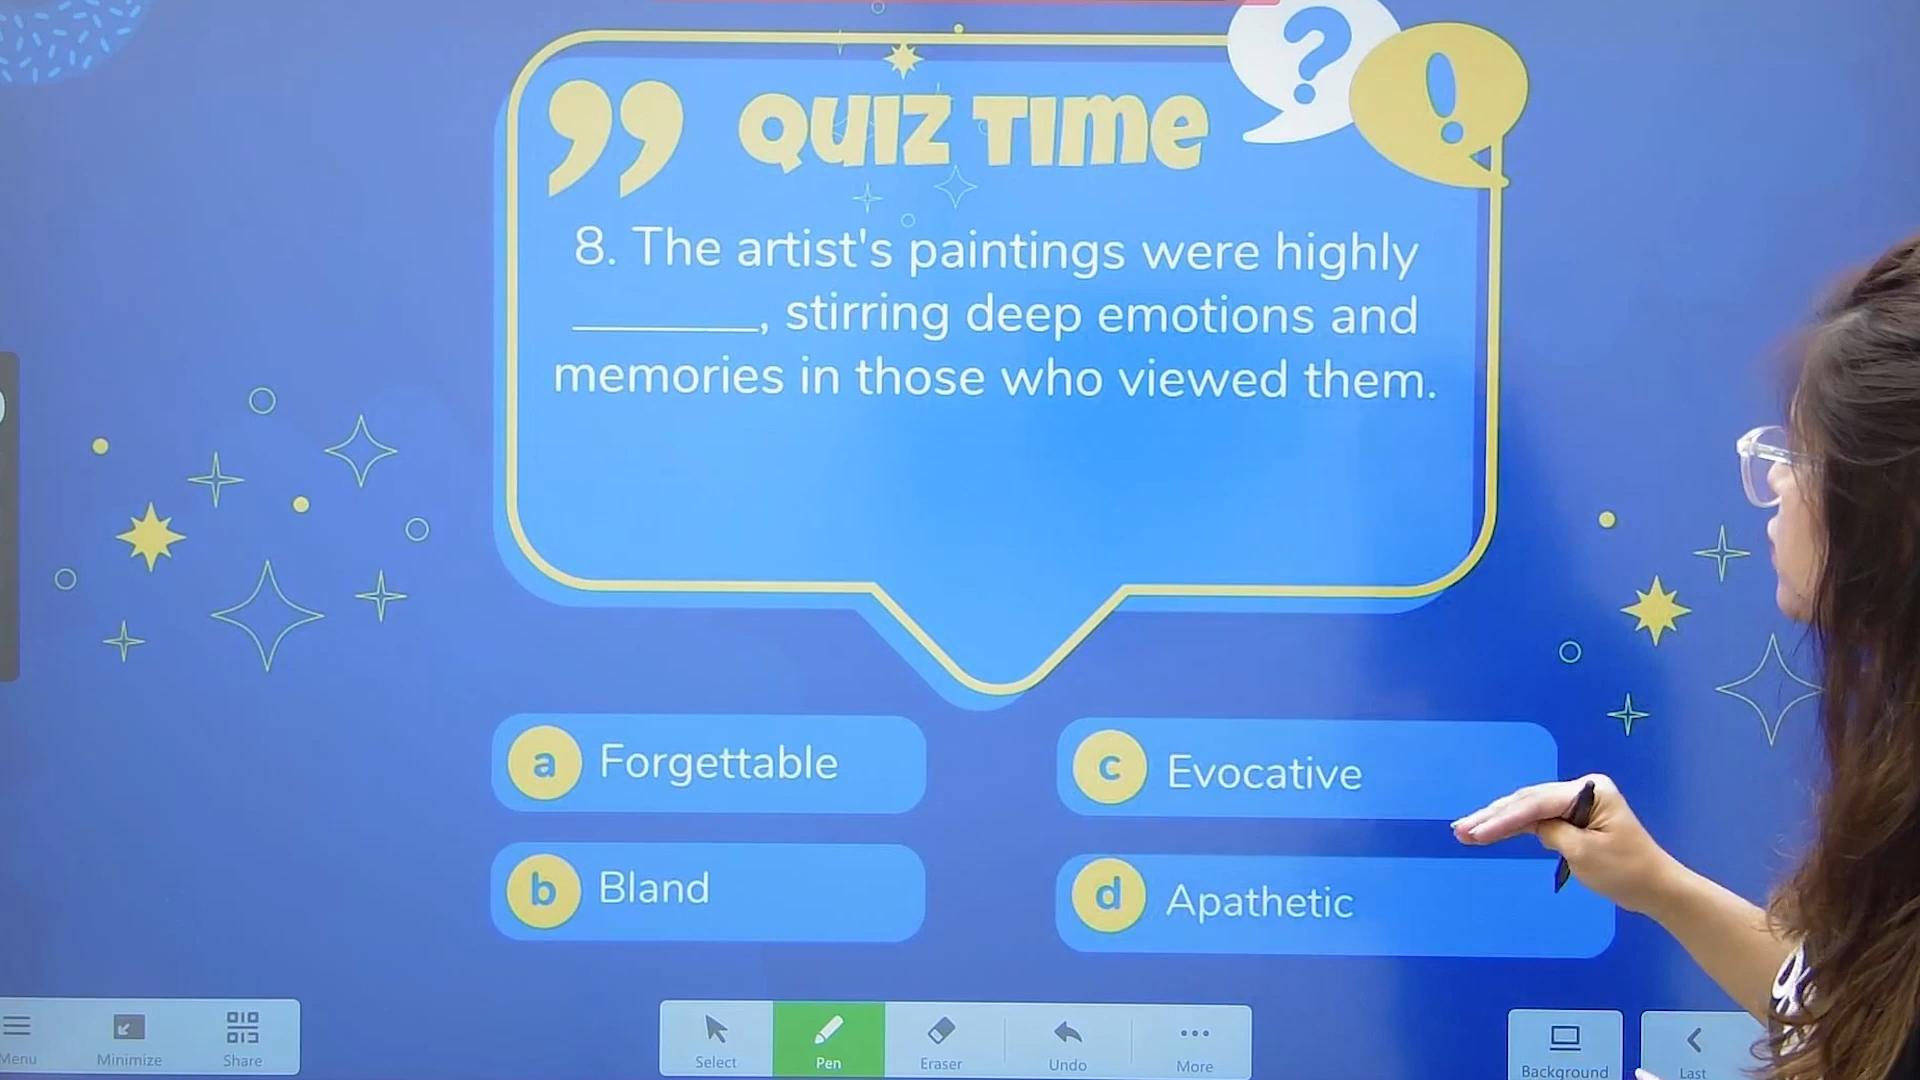 QUIZ TIME
8. The artist's paintings were highly
_______, stirring deep emotions and
memories in those who viewed them.
a Forgettable
c Evocative
b Bland
d Apathetic
Menu
Minimize
Share
Select
Pen
Eraser
Undo
More
Background
Last